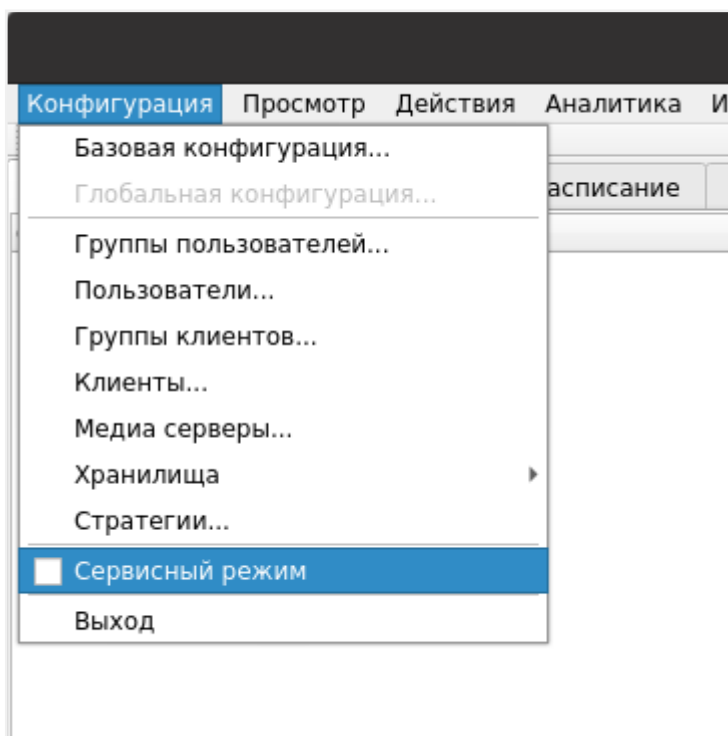 Конфигурация Просмотр Действия Аналитика
Базовая конфигурация...
Глобальная конфигурация...
асписание
Группы пользователей...
Пользователи...
Группы клиентов...
Клиенты...
Медиа серверы...
Хранилища
Стратегии...
Сервисный режим
Выход